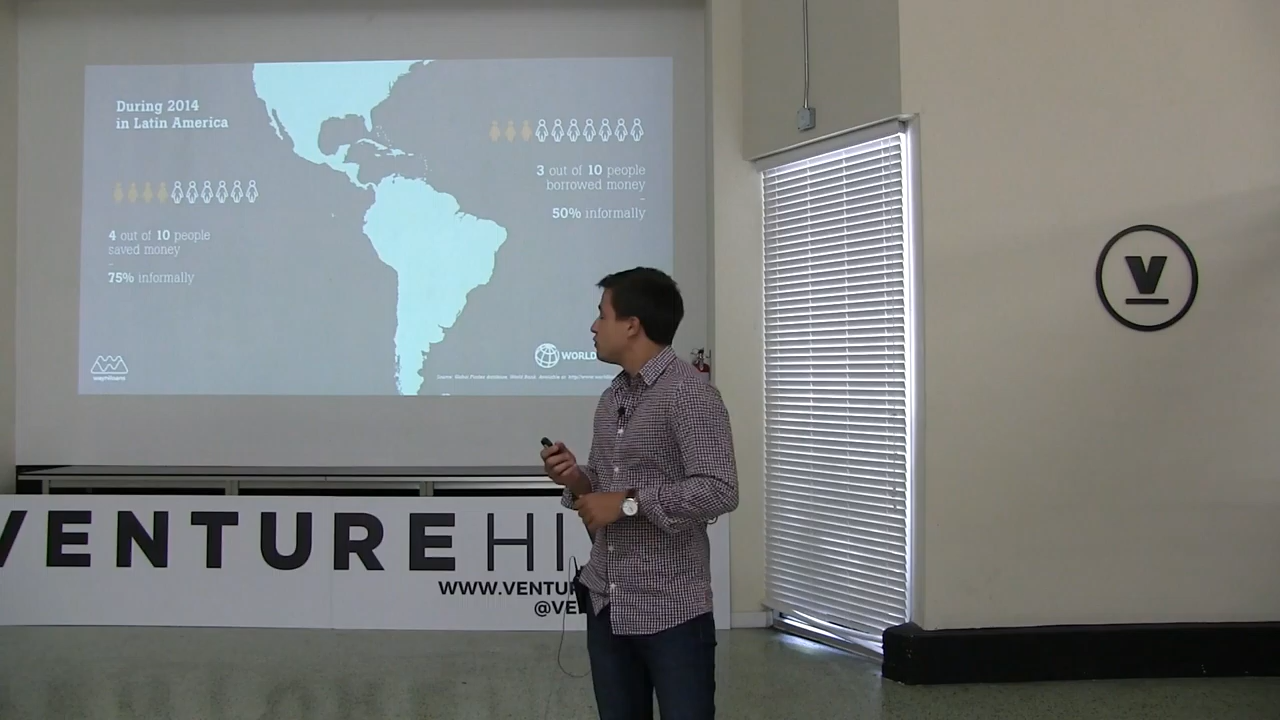 During 2014
in Latin America
3 out of 10 people
borrowed money
50% informally
4 out of 10 people
saved money
75% informally
WORLD
V
VENTURE HI
WWW.VENTUR
@VE